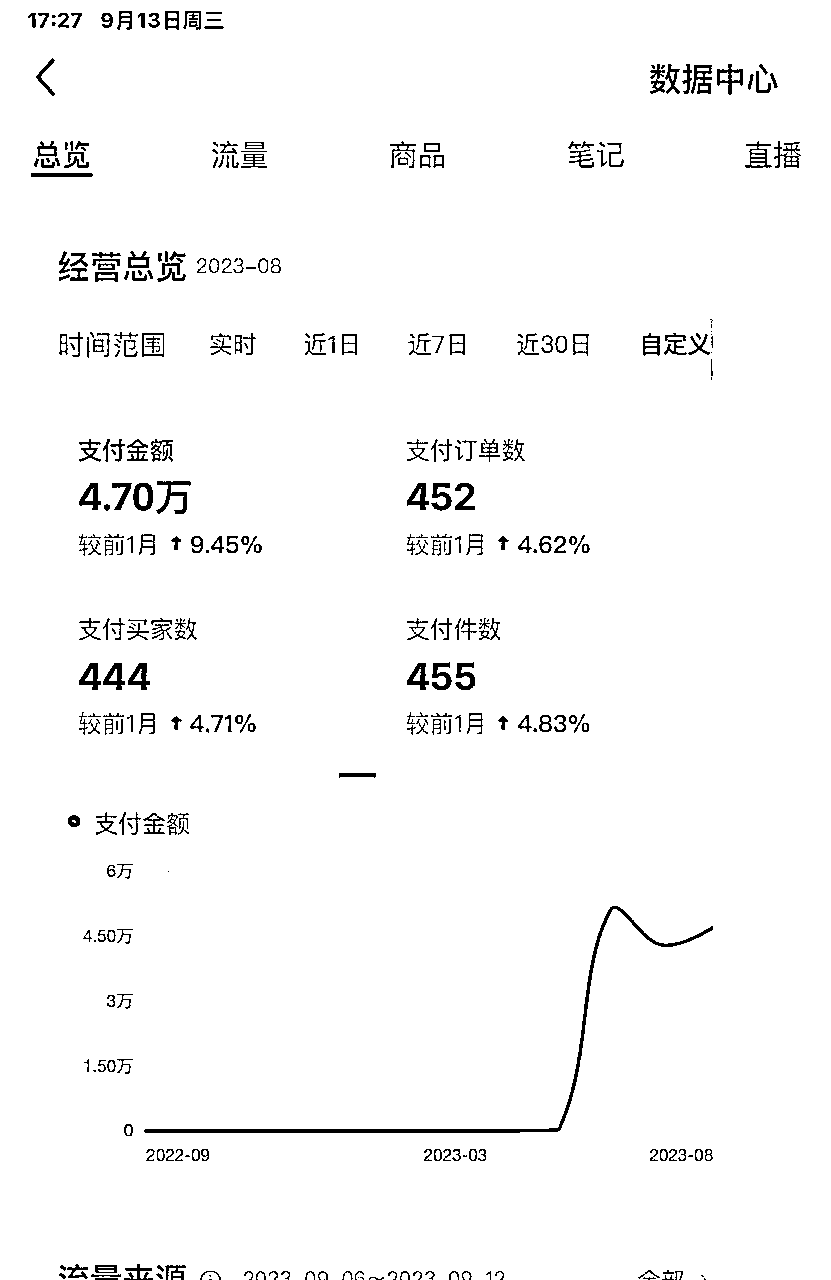 17:27 9月13日周三
数据中心
总览 流量 商品 笔记 直播
经营总览 2023-08
时间范围 实时 近1日 近7日 近30日 自定义
支付金额 支付订单数
4.70万 452
较前1月 ↑ 9.45% 较前1月 ↑ 4.62%
支付买家数 支付件数
444 455
较前1月 ↑ 4.71% 较前1月 ↑ 4.83%
支付金额
6万
4.50万
3万
1.50万
0
2022-09 2023-03 2023-08
流量来源 2023-09-06~2023-09-12 全部 >